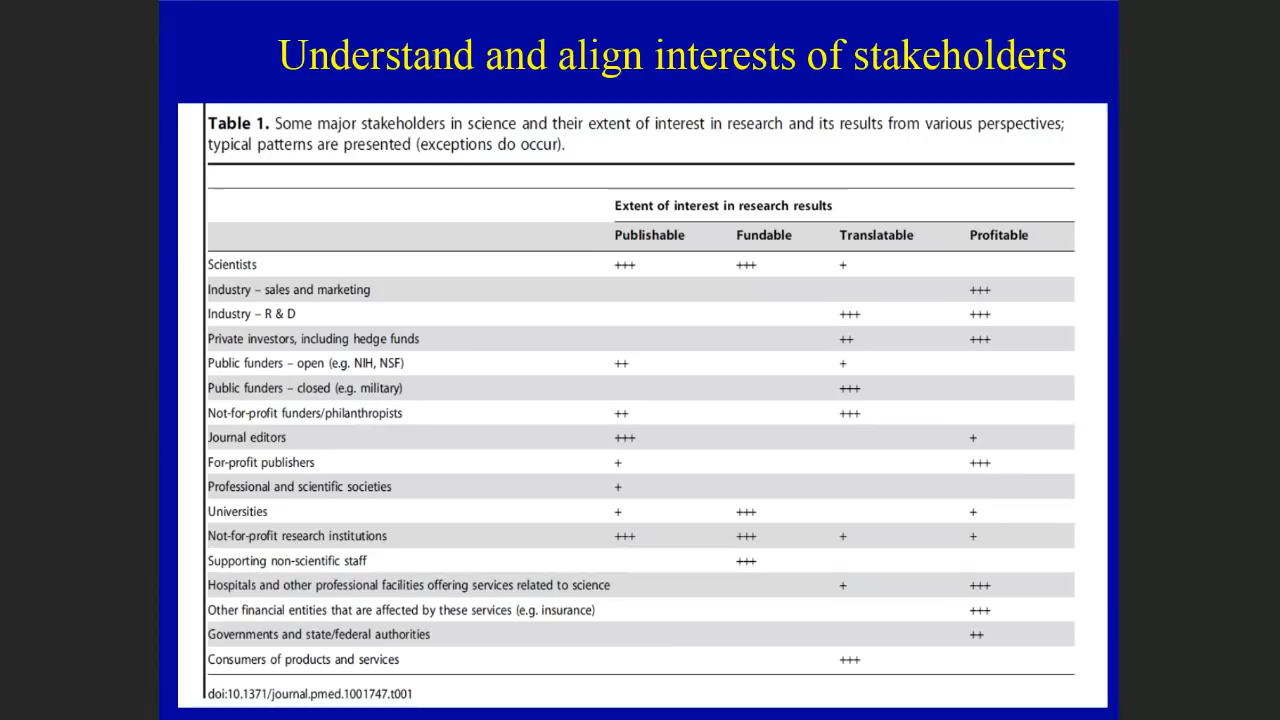 Understand and align interests of stakeholders
Table 1. Some major stakeholders in science and their extent of interest in research and its results from various perspectives;
typical patterns are presented (exceptions do occur).
Extent of interest in research results
Publishable Fundable Translatable Profitable
Scientists +++ +++ +
Industry – sales and marketing +++
Industry – R & D +++ +++
Private investors, including hedge funds ++ +++
Public funders – open (e.g. NIH, NSF) ++ +
Public funders – closed (e.g. military) +++
Not-for-profit funders/philanthropists ++ +++
Journal editors +++ +
For-profit publishers + +++
Professional and scientific societies +
Universities + +++ +
Not-for-profit research institutions +++ +++ + +
Supporting non-scientific staff +++
Hospitals and other professional facilities offering services related to science + +++
Other financial entities that are affected by these services (e.g. insurance) +++
Governments and state/federal authorities ++
Consumers of products and services +++
doi:10.1371/journal.pmed.1001747.t001